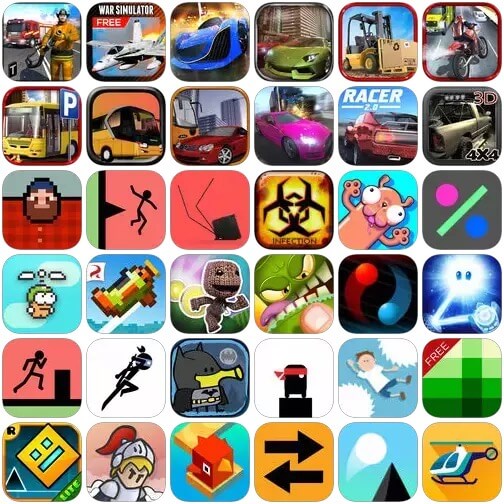 WAR SIMULATOR
FREE
P
RACER
2.0
3D
4X4
INFECTION
FREE
R
LITE